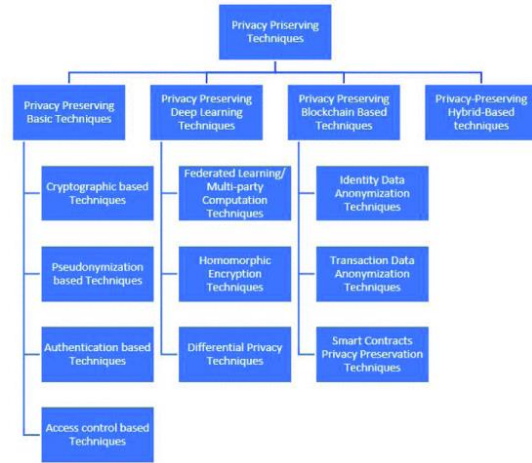 Privacy Priserving
Techniques
Privacy Preserving
Basic Techniques
Cryptographic based
Techniques
Pseudonymization
based Techniques
Authentication based
Techniques
Access control based
Techniques
Privacy Preserving
Deep Learning
Techniques
Federated Learning/
Multi-party
Computation
Techniques
Homomorphic
Encryption
Techniques
Differential Privacy
Techniques
Privacy Preserving
Blockchain Based
Techniques
Identity Data
Anonymization
Techniques
Transaction Data
Anonymization
Techniques
Smart Contracts
Privacy Preservation
Techniques
Privacy-Preserving
Hybrid-Based
techniques